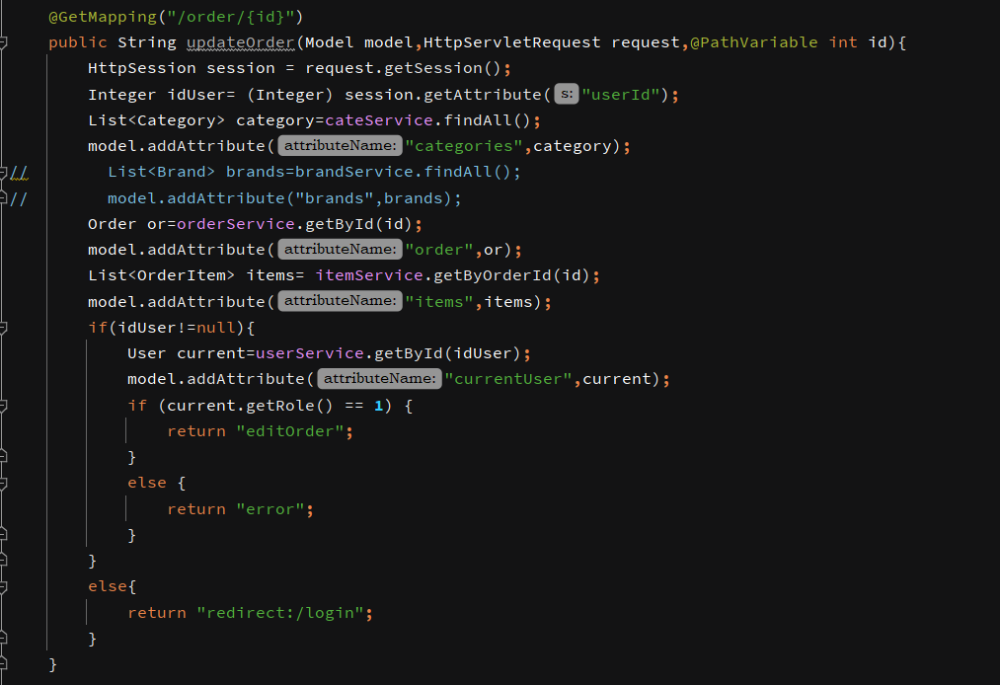 @GetMapping("/order/{id}")
public String updateOrder(Model model,HttpServletRequest request,@PathVariable int id){
    HttpSession session = request.getSession();
    Integer idUser= (Integer) session.getAttribute( s: "userId");
    List<Category> category=cateService.findAll();
    model.addAttribute( attributeName: "categories",category);
//        List<Brand> brands=brandService.findAll();
//        model.addAttribute("brands",brands);
    Order or=orderService.getById(id);
    model.addAttribute( attributeName: "order",or);
    List<OrderItem> items= itemService.getByOrderId(id);
    model.addAttribute( attributeName: "items",items);
    if(idUser!=null){
        User current=userService.getById(idUser);
        model.addAttribute( attributeName: "currentUser",current);
        if (current.getRole() == 1) {
            return "editOrder";
        }
        else {
            return "error";
        }
    }
    else{
        return "redirect:/login";
    }
}